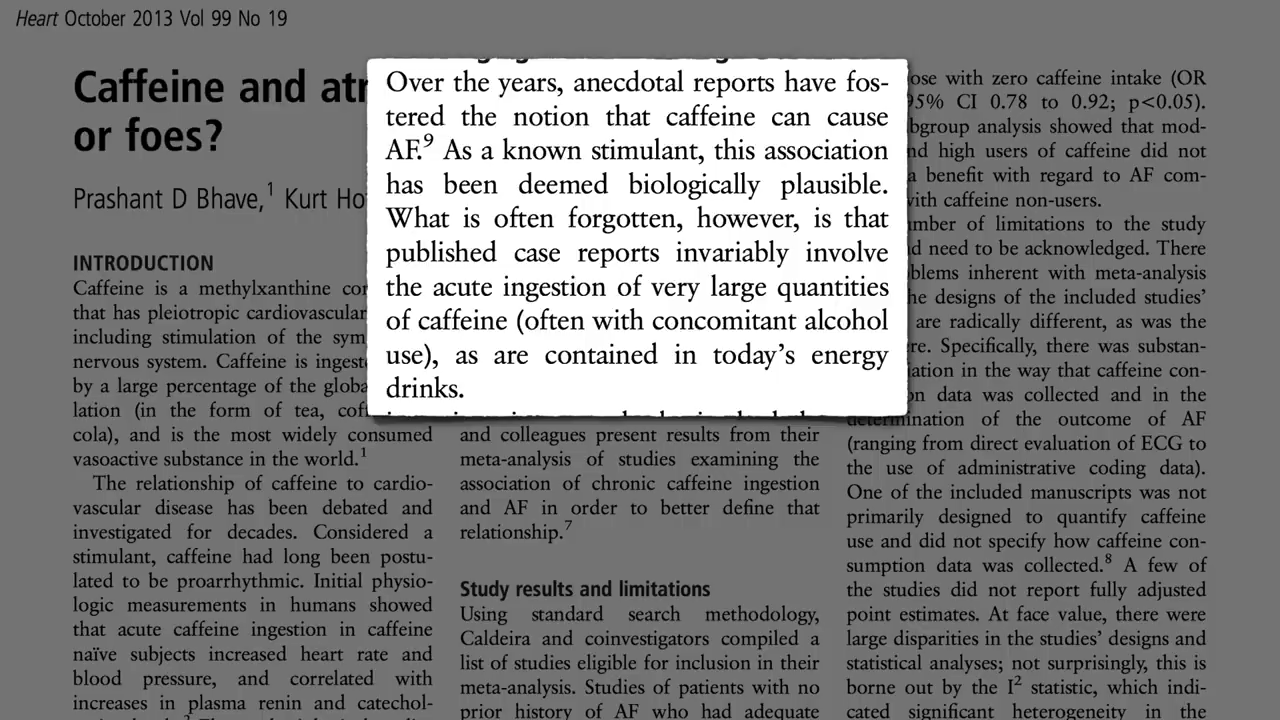 Heart October 2013 Vol 99 No 19
Caffeine and
or foes?
Prashant D Bhave,1 Kurt
INTRODUCTION
Caffeine is a methylxanthine
that has pleiotropic cardiovascular
including stimulation of the
nervous system. Caffeine is
by a large percentage of the
lation (in the form of tea,
cola), and is the most widely consumed
vasoactive substance in the world.1
The relationship of caffeine to cardio-
vascular disease has been debated and
investigated for decades. Considered a
stimulant, caffeine had long been postu-
lated to be proarrhythmic. Initial physio-
logic measurements in humans showed
that acute caffeine ingestion in caffeine
naïve subjects increased heart rate and
blood pressure, and correlated with
increases in plasma renin and catechol-
Over the years, anecdotal reports have fos-
tered the notion that caffeine can cause
AF.9 As a known stimulant, this association
has been deemed biologically plausible.
What is often forgotten, however, is that
published case reports invariably involve
the acute ingestion of very large quantities
of caffeine (often with concomitant alcohol
use), as are contained in today's energy
drinks.
and colleagues present results from their
meta-analysis of studies examining the
association of chronic caffeine ingestion
and AF in order to better define that
relationship.7
Study results and limitations
Using standard search methodology,
Caldeira and coinvestigators compiled a
list of studies eligible for inclusion in their
meta-analysis. Studies of patients with no
prior history of AF who had adequate
with zero caffeine intake (OR
95% CI 0.78 to 0.92; p<0.05).
analysis showed that mod-
high users of caffeine did not
a benefit with regard to AF com-
with caffeine non-users.
of limitations to the study
need to be acknowledged. There
inherent with meta-analysis
the designs of the included studies'
are radically different, as was the
Specifically, there was substan-
in the way that caffeine con-
data was collected and in the
determination of the outcome of AF
(ranging from direct evaluation of ECG to
the use of administrative coding data).
One of the included manuscripts was not
primarily designed to quantify caffeine
use and did not specify how caffeine con-
sumption data was collected.8 A few of
the studies did not report fully adjusted
point estimates. At face value, there were
large disparities in the studies' designs and
statistical analyses; not surprisingly, this is
borne out by the I2 statistic, which indi-
cated significant heterogeneity in the